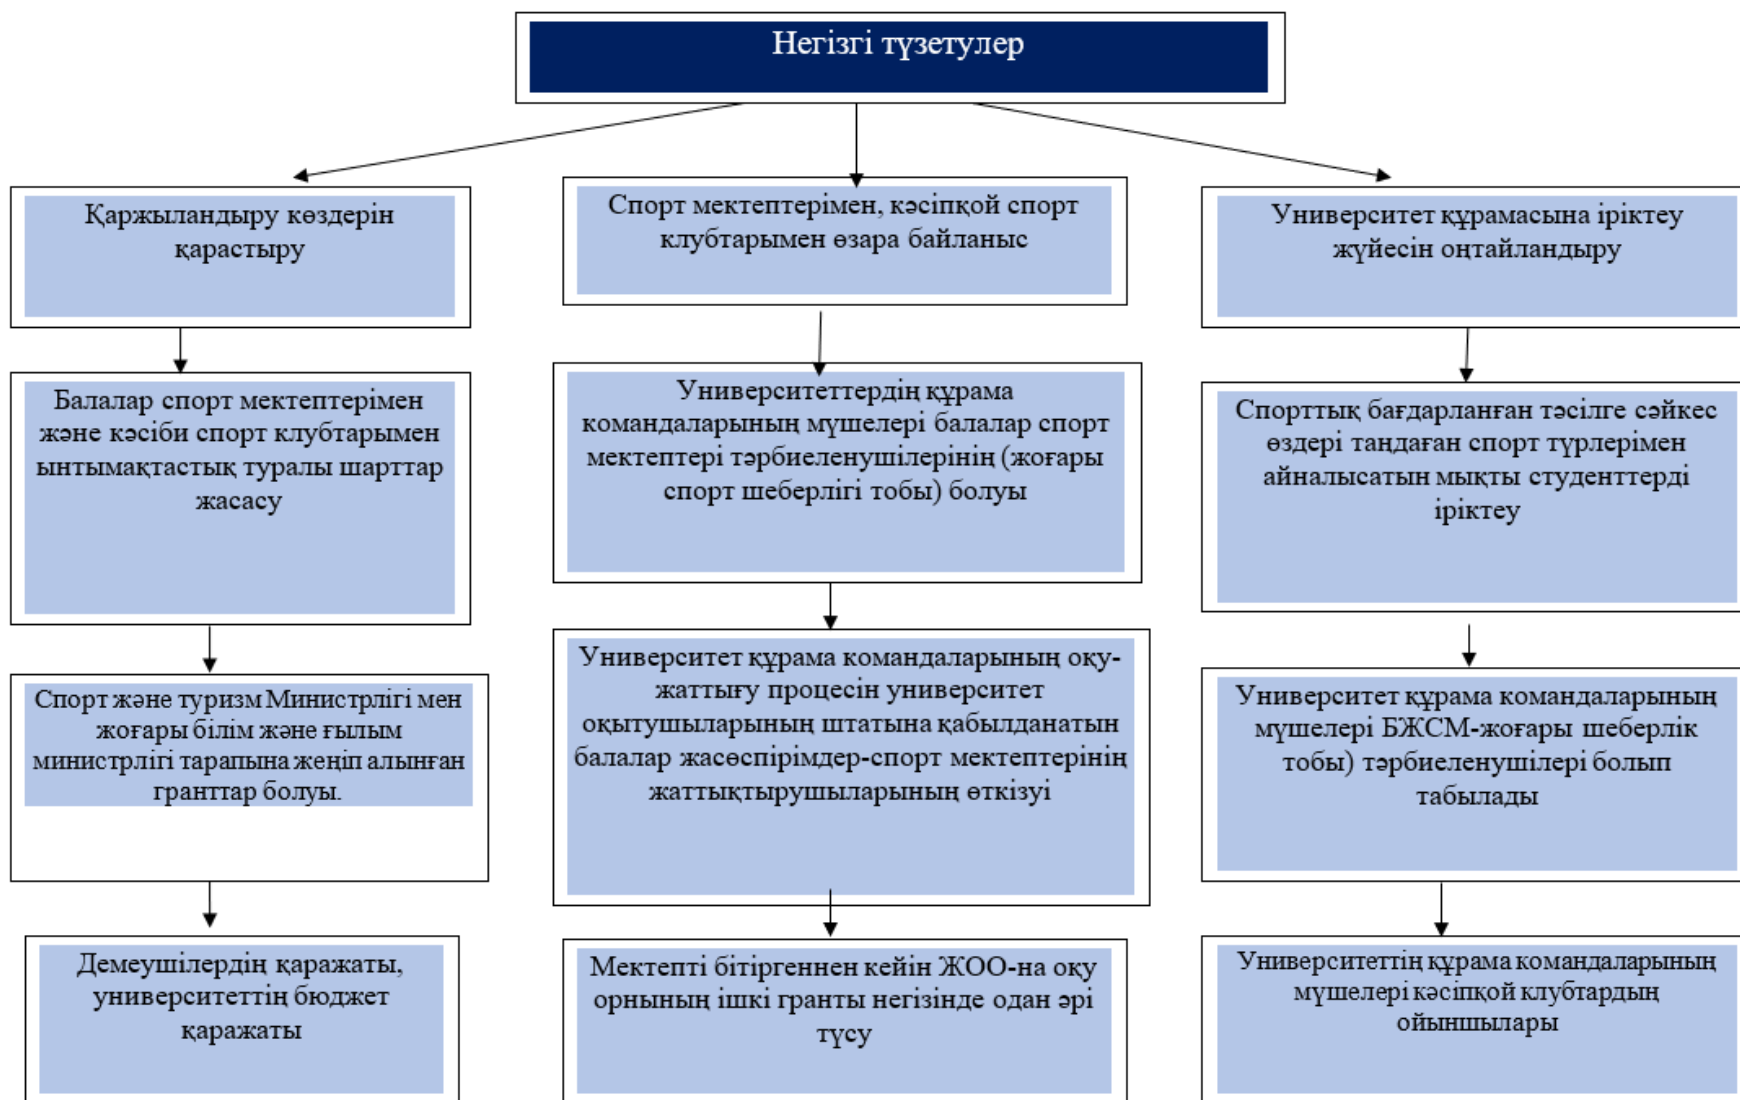 Негізгі түзетулер
Қаржыландыру көздерін
қарастыру
Спорт мектептерімен, кәсіпқой спорт
клубтарымен өзара байланыс
Университет құрамасына іріктеу
жүйесін оңтайландыру
Балалар спорт мектептерімен
және кәсіби спорт клубтарымен
ынтымақтастық туралы шарттар
жасасу
Университеттердің құрама
командаларының мүшелері балалар спорт
мектептері тәрбиеленушілерінің (жоғары
спорт шеберлігі тобы) болуы
Спорттық бағдарланған тәсілге сәйкес
өздері таңдаған спорт түрлерімен
айналысатын мықты студенттерді
іріктеу
Спорт және туризм Министрлігі мен
жоғары білім және ғылым
министрлігі тарапына жеңіп алынған
гранттар болуы.
Университет құрама командаларының оқу-
жаттығу процесін университет
оқытушыларының штатына қабылданатын
балалар жасөспірімдер-спорт мектептерінің
жаттықтырушыларының өткізуі
Университет құрама командаларының
мүшелері БЖСМ-жоғары шеберлік
тобы) тәрбиеленушілері болып
табылады
Демеушілердің қаражаты,
университеттің бюджет
қаражаты
Мектепті бітіргеннен кейін ЖОО-на оқу
орнының ішкі гранты негізінде одан әрі
түсу
Университеттің құрама командаларының
мүшелері кәсіпқой клубтардың
ойыншылары